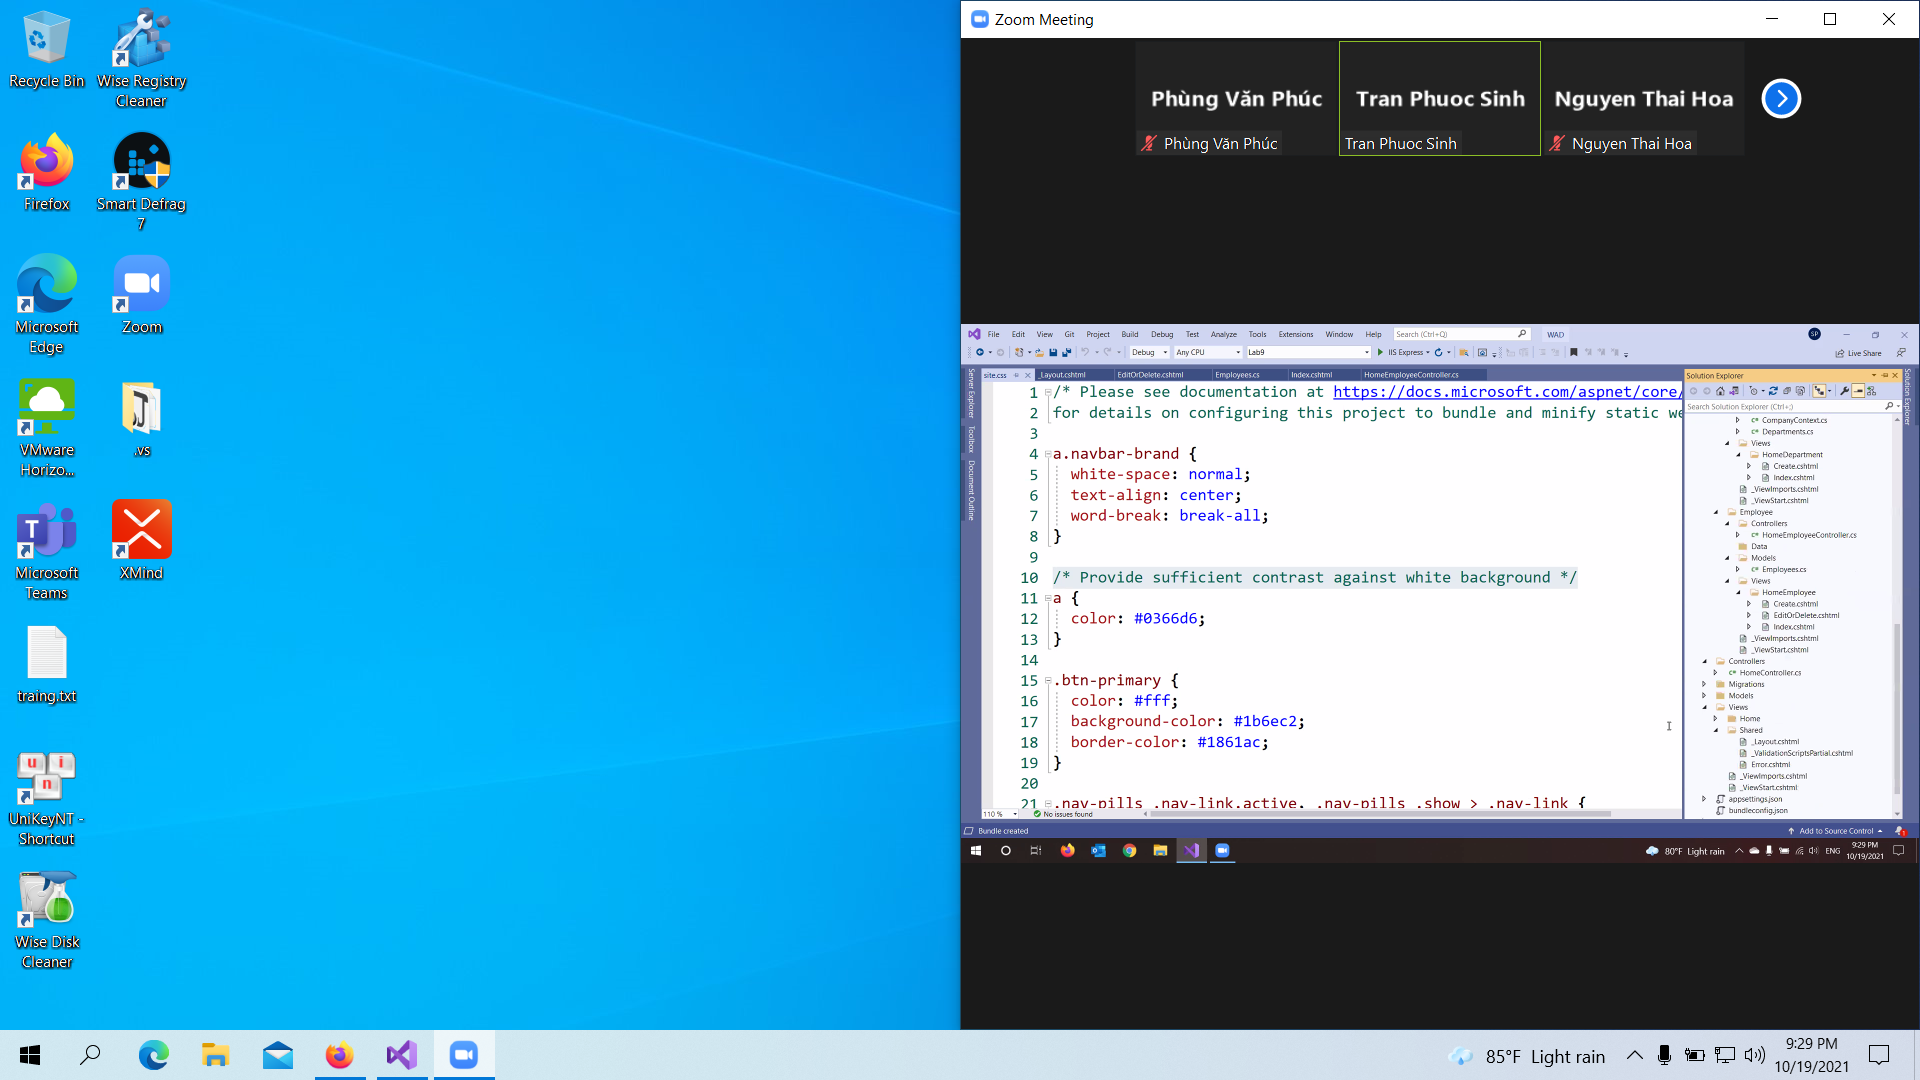 Recycle Bin
Wise Registry
Cleaner
Firefox
Smart Defrag
7
Microsoft
Edge
Zoom
VMware
Horizo...
.vs
Microsoft
Teams
XMind
traing.txt
UniKeyNT -
Shortcut
Wise Disk
Cleaner
Zoom Meeting
Phùng Văn Phúc
Tran Phuoc Sinh
Nguyen Thai Hoa
Phùng Văn Phúc
Tran Phuoc Sinh
Nguyen Thai Hoa
File Edit View Git Project Build Debug Test Analyze Tools Extensions Window Help Search (Ctrl+Q) WAD SP
Debug Any CPU Lab9 IIS Express Live Share
Server Explorer
Toolbox
Document Outline
site.css _Layout.cshtml EditOrDelete.cshtml Employees.cs Index.cshtml HomeEmployeeController.cs
1 /* Please see documentation at https://docs.microsoft.com/aspnet/core/
2 for details on configuring this project to bundle and minify static we
3
4 a.navbar-brand {
5 white-space: normal;
6 text-align: center;
7 word-break: break-all;
8 }
9
10 /* Provide sufficient contrast against white background */
11 a {
12 color: #0366d6;
13 }
14
15 .btn-primary {
16 color: #fff;
17 background-color: #1b6ec2;
18 border-color: #1861ac;
19 }
20
21 .nav-pills .nav-link.active, .nav-pills .show > .nav-link {
110 % No issues found
Solution Explorer
Search Solution Explorer (Ctrl+;)
CompanyContext.cs
Departments.cs
Views
HomeDepartment
Create.cshtml
Index.cshtml
_ViewImports.cshtml
_ViewStart.cshtml
Employee
Controllers
HomeEmployeeController.cs
Data
Models
Employees.cs
Views
HomeEmployee
Create.cshtml
EditOrDelete.cshtml
Index.cshtml
_ViewImports.cshtml
_ViewStart.cshtml
Controllers
HomeController.cs
Migrations
Models
Views
Home
Shared
_Layout.cshtml
_ValidationScriptsPartial.cshtml
Error.cshtml
_ViewImports.cshtml
_ViewStart.cshtml
appsettings.json
bundleconfig.json
Solution Explorer
Bundle created
Add to Source Control
80°F Light rain ENG 9:29 PM
10/19/2021
85°F Light rain
9:29 PM
10/19/2021